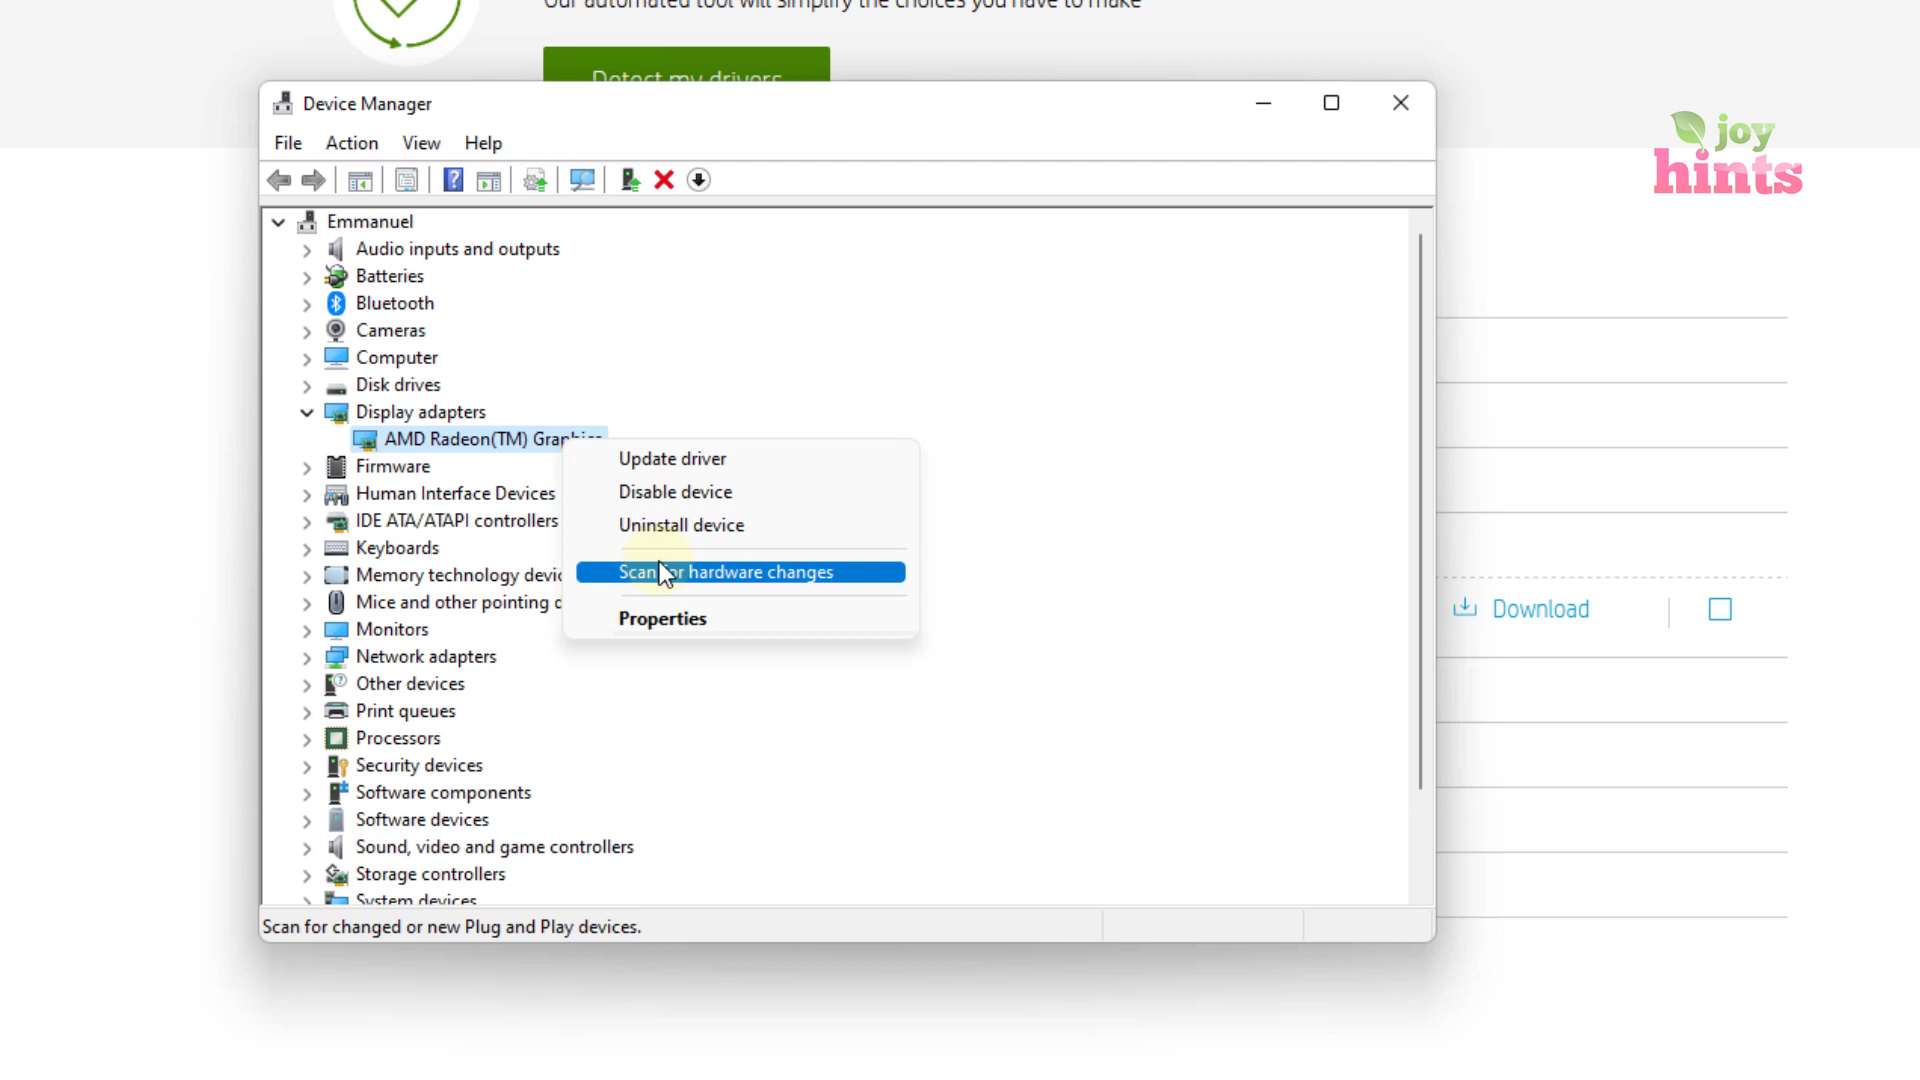 Our automated tool will simplify the choices you have to make
Detect my drivers
Device Manager
joy
hints
File Action View Help
Emmanuel
Audio inputs and outputs
Batteries
Bluetooth
Cameras
Computer
Disk drives
Display adapters
AMD Radeon(TM) Graphics
Update driver
Firmware
Human Interface Devices
Disable device
IDE ATA/ATAPI controllers
Uninstall device
Keyboards
Memory technology devic
Scan for hardware changes
Mice and other pointing d
Properties
Download
Monitors
Network adapters
Other devices
Print queues
Processors
Security devices
Software components
Software devices
Sound, video and game controllers
Storage controllers
System devices
Scan for changed or new Plug and Play devices.